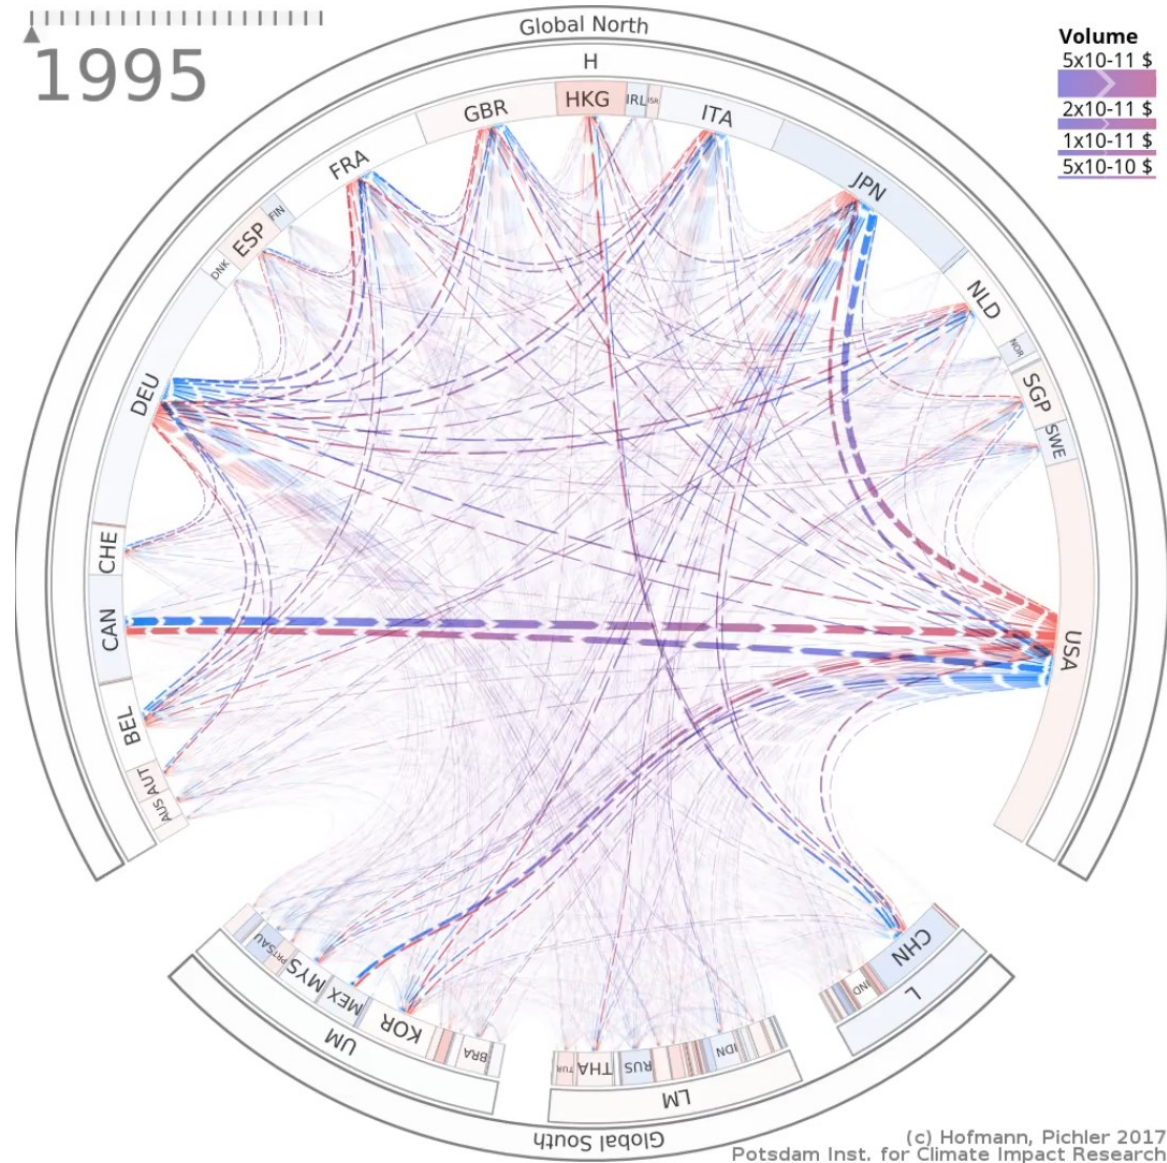 1995
Volume
5x10-11 $
2x10-11 $
1x10-11 $
5x10-10 $
Global North
H
GBR
HKG
IRL
ISR
ITA
FRA
JPN
FIN
ESP
DNK
NLD
NOR
DEU
SGP
SWE
CHE
CAN
USA
BEL
AUT
AUS
SAU
PRT
MYS
MEX
KOR
BRA
UM
TUR
THA
RUS
IDN
LM
IND
CHN
L
Global South
(c) Hofmann, Pichler 2017
Potsdam Inst. for Climate Impact Research